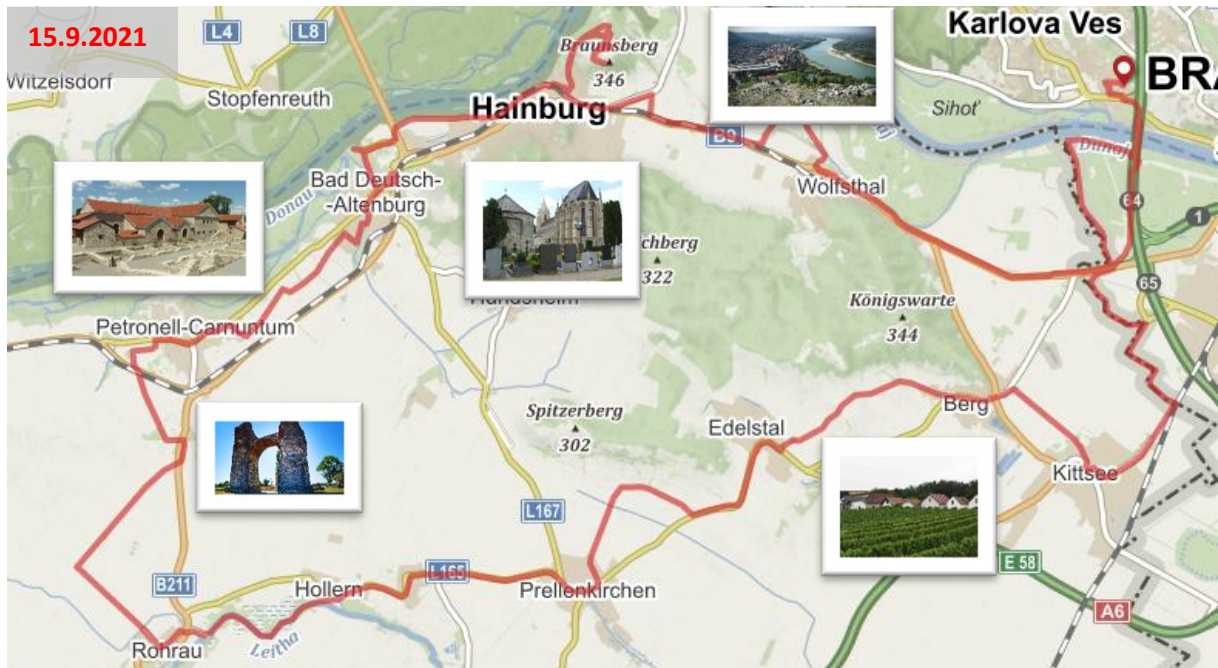 15.9.2021
L4
L8
Karlova Ves
Braunsberg
346
BRA
Witzelsdorf
Stopfenreuth
Hainburg
Sihoť
B9
Dunaj
Wolfsthal
Bad Deutsch-
-Altenburg
Donau
64
1
chberg
322
65
Hundsheim
Königswarte
344
Petronell-Carnuntum
Spitzerberg
302
Edelstal
Berg
Kittsee
L167
E 58
B211
Hollern
L165
Prellenkirchen
A6
Rohrau
Leitha